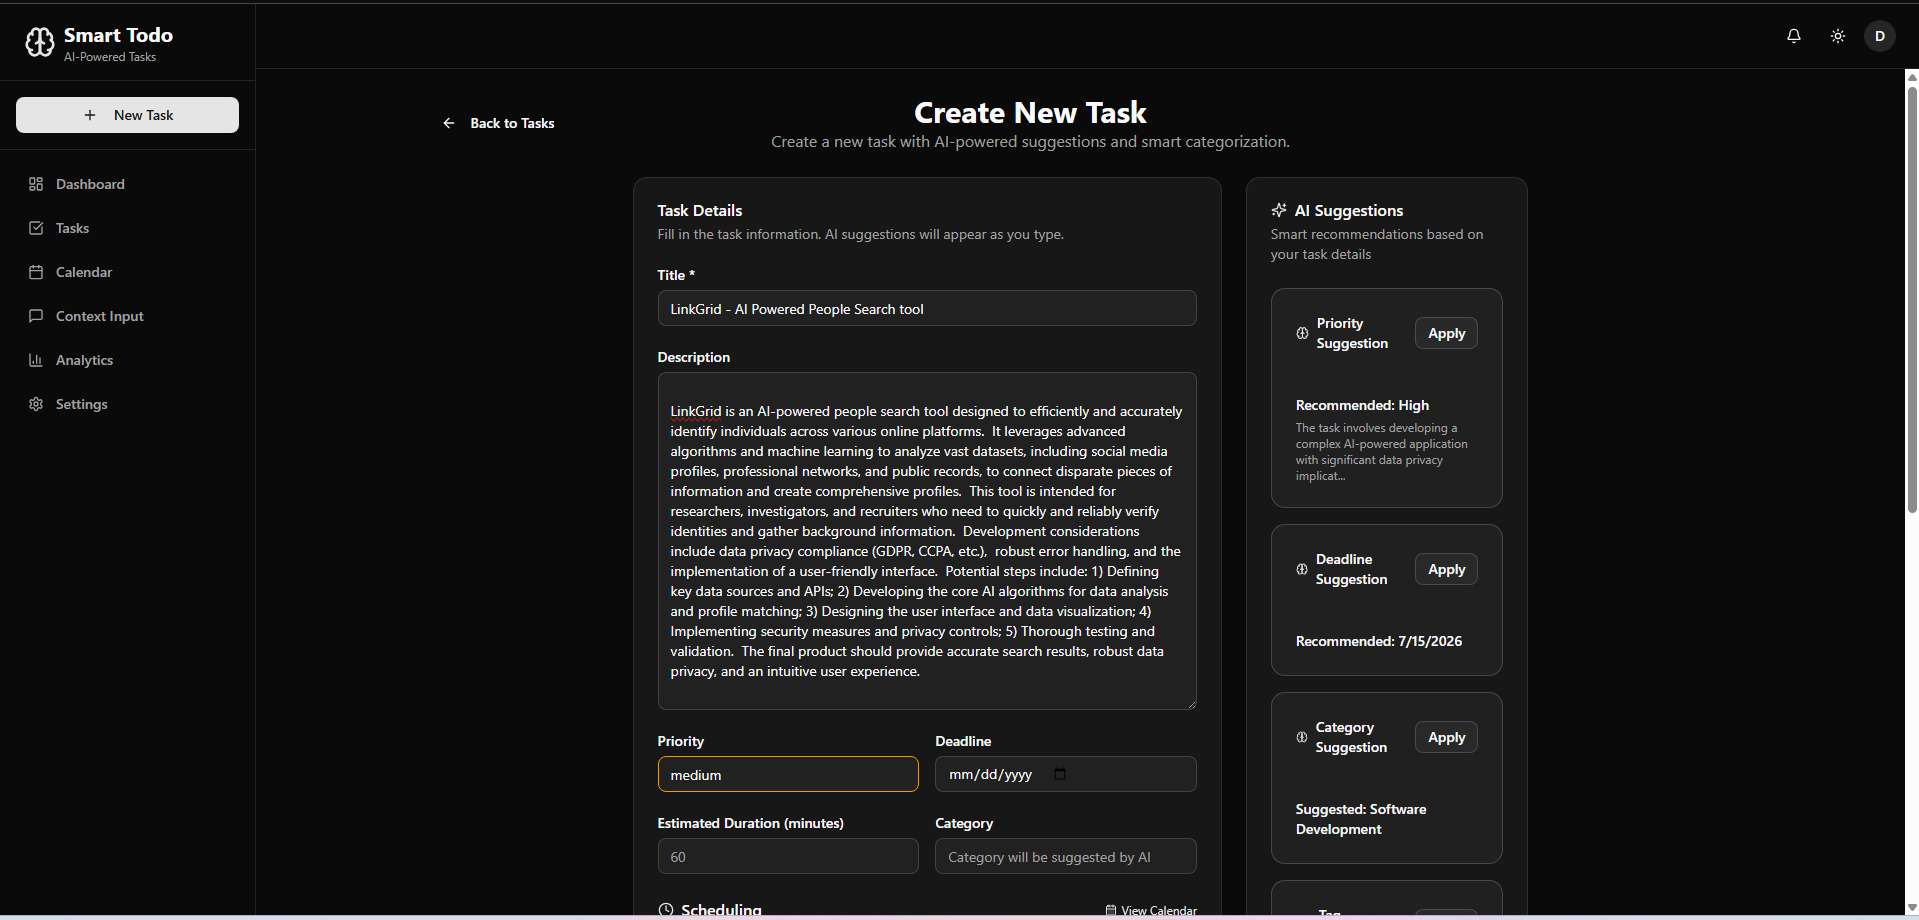 Smart Todo
AI-Powered Tasks
New Task
Dashboard
Tasks
Calendar
Context Input
Analytics
Settings
D
Back to Tasks
Create New Task
Create a new task with AI-powered suggestions and smart categorization.
Task Details
Fill in the task information. AI suggestions will appear as you type.
Title *
LinkGrid - AI Powered People Search tool
Description
LinkGrid is an AI-powered people search tool designed to efficiently and accurately
identify individuals across various online platforms.  It leverages advanced
algorithms and machine learning to analyze vast datasets, including social media
profiles, professional networks, and public records, to connect disparate pieces of
information and create comprehensive profiles.  This tool is intended for
researchers, investigators, and recruiters who need to quickly and reliably verify
identities and gather background information.  Development considerations
include data privacy compliance (GDPR, CCPA, etc.),  robust error handling, and the
implementation of a user-friendly interface.  Potential steps include: 1) Defining
key data sources and APIs; 2) Developing the core AI algorithms for data analysis
and profile matching; 3) Designing the user interface and data visualization; 4)
Implementing security measures and privacy controls; 5) Thorough testing and
validation.  The final product should provide accurate search results, robust data
privacy, and an intuitive user experience.
Priority
medium
Deadline
mm/dd/yyyy
Estimated Duration (minutes)
60
Category
Category will be suggested by AI
Scheduling
View Calendar
AI Suggestions
Smart recommendations based on
your task details
Priority
Suggestion
Apply
Recommended: High
The task involves developing a
complex AI-powered application
with significant data privacy
implicat...
Deadline
Suggestion
Apply
Recommended: 7/15/2026
Category
Suggestion
Apply
Suggested: Software
Development
Tag